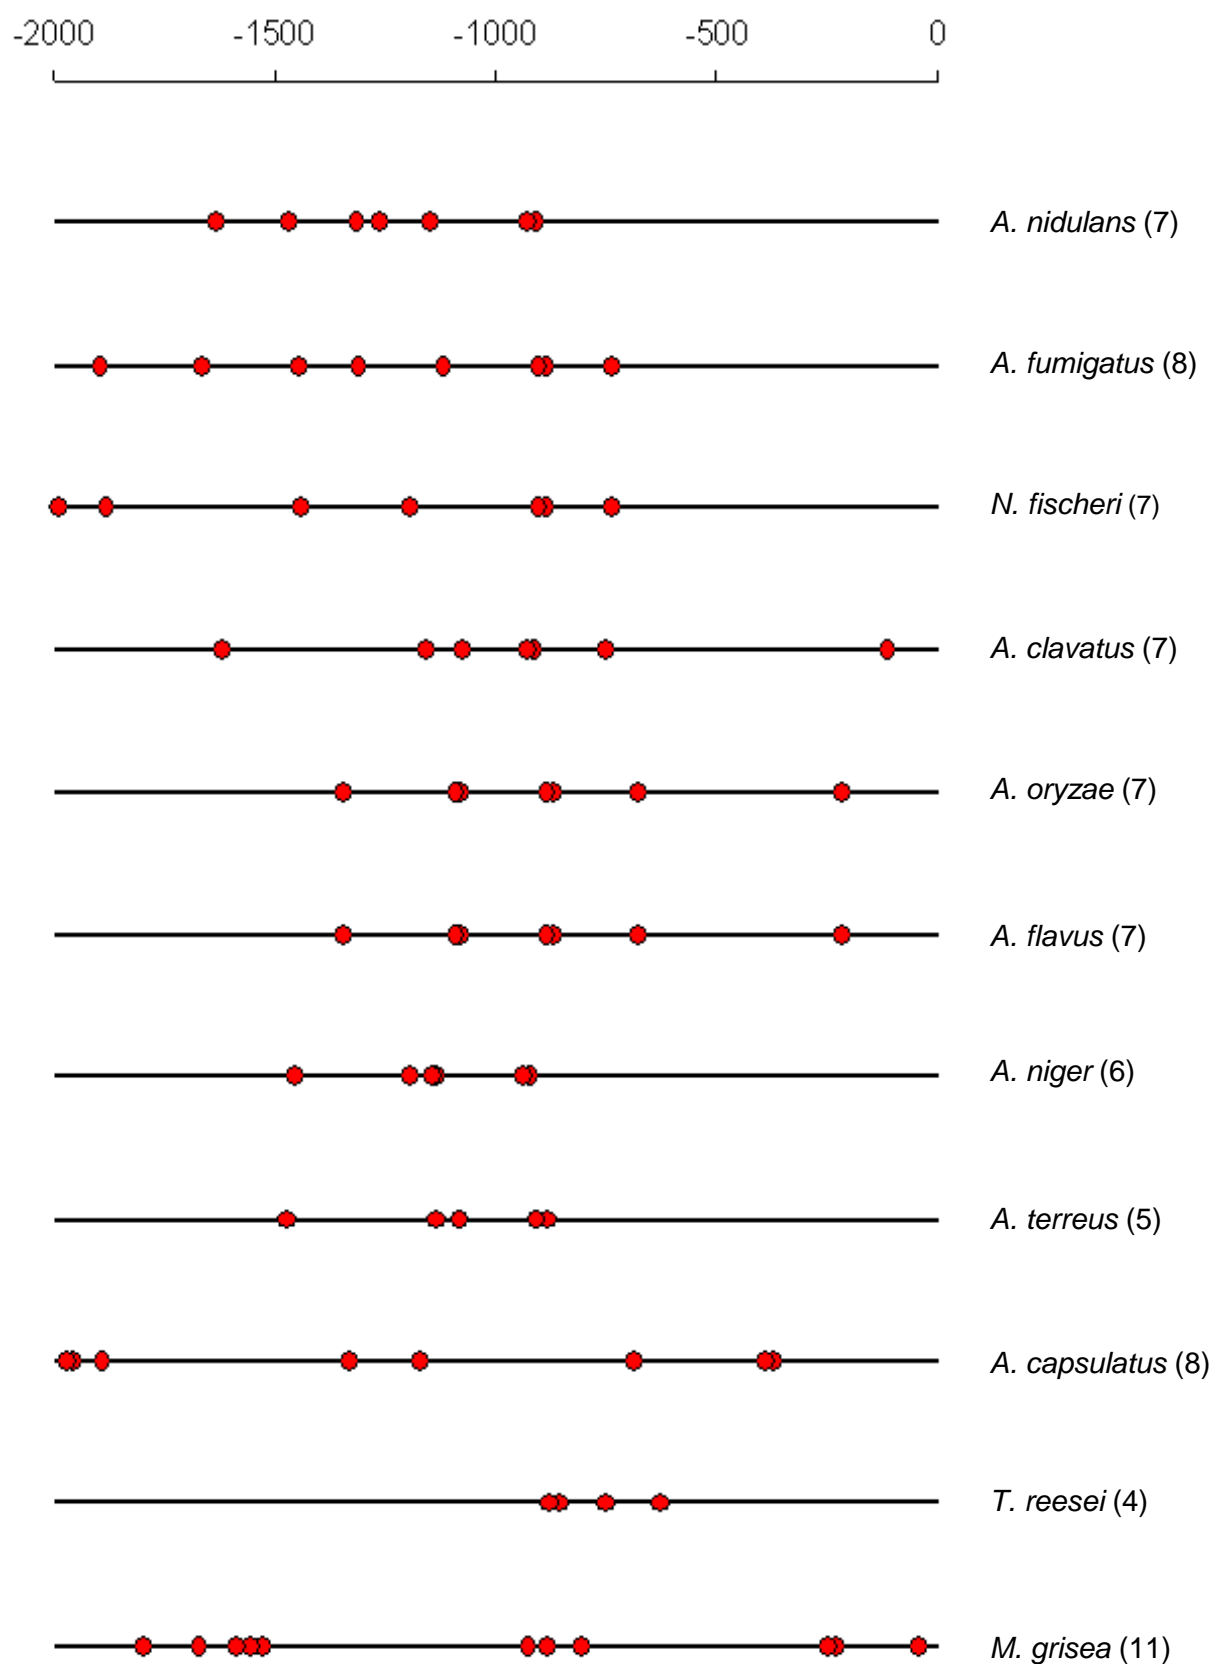 -2000 -1500 -1000 -500 0
A. nidulans (7)
A. fumigatus (8)
N. fischeri (7)
A. clavatus (7)
A. oryzae (7)
A. flavus (7)
A. niger (6)
A. terreus (5)
A. capsulatus (8)
T. reesei (4)
M. grisea (11)